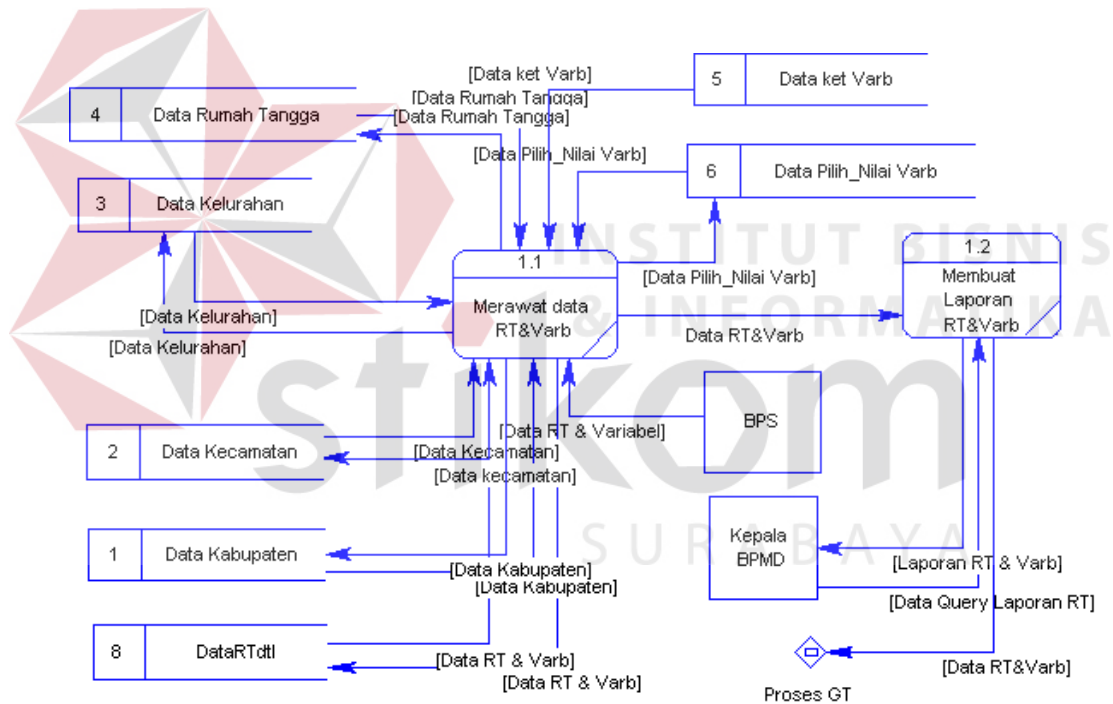 [Data ket Varb]
5
Data ket Varb
[Data Rumah Tangga]
4
Data Rumah Tangga
[Data Rumah Tangga]
[Data Pilih_Nilai Varb]
6
Data Pilih_Nilai Varb
3
Data Kelurahan
INSTITUT BISNIS
& INFORMATIKA
stikom
SURABAYA
1.1
Merawat data
RT&Varb
1.2
Membuat
Laporan
RT&Varb
[Data Pilih_Nilai Varb]
[Data Kelurahan]
[Data Kelurahan]
Data RT&Varb
BPS
[Data RT & Variabel]
2
Data Kecamatan
[Data Kecamatan]
[Data kecamatan]
Kepala
BPMD
1
Data Kabupaten
[Data Kabupaten]
[Data Kabupaten]
[Laporan RT & Varb]
[Data Query Laporan RT]
8
DataRTdtl
[Data RT & Varb]
[Data RT & Varb]
[Data RT&Varb]
Proses GT